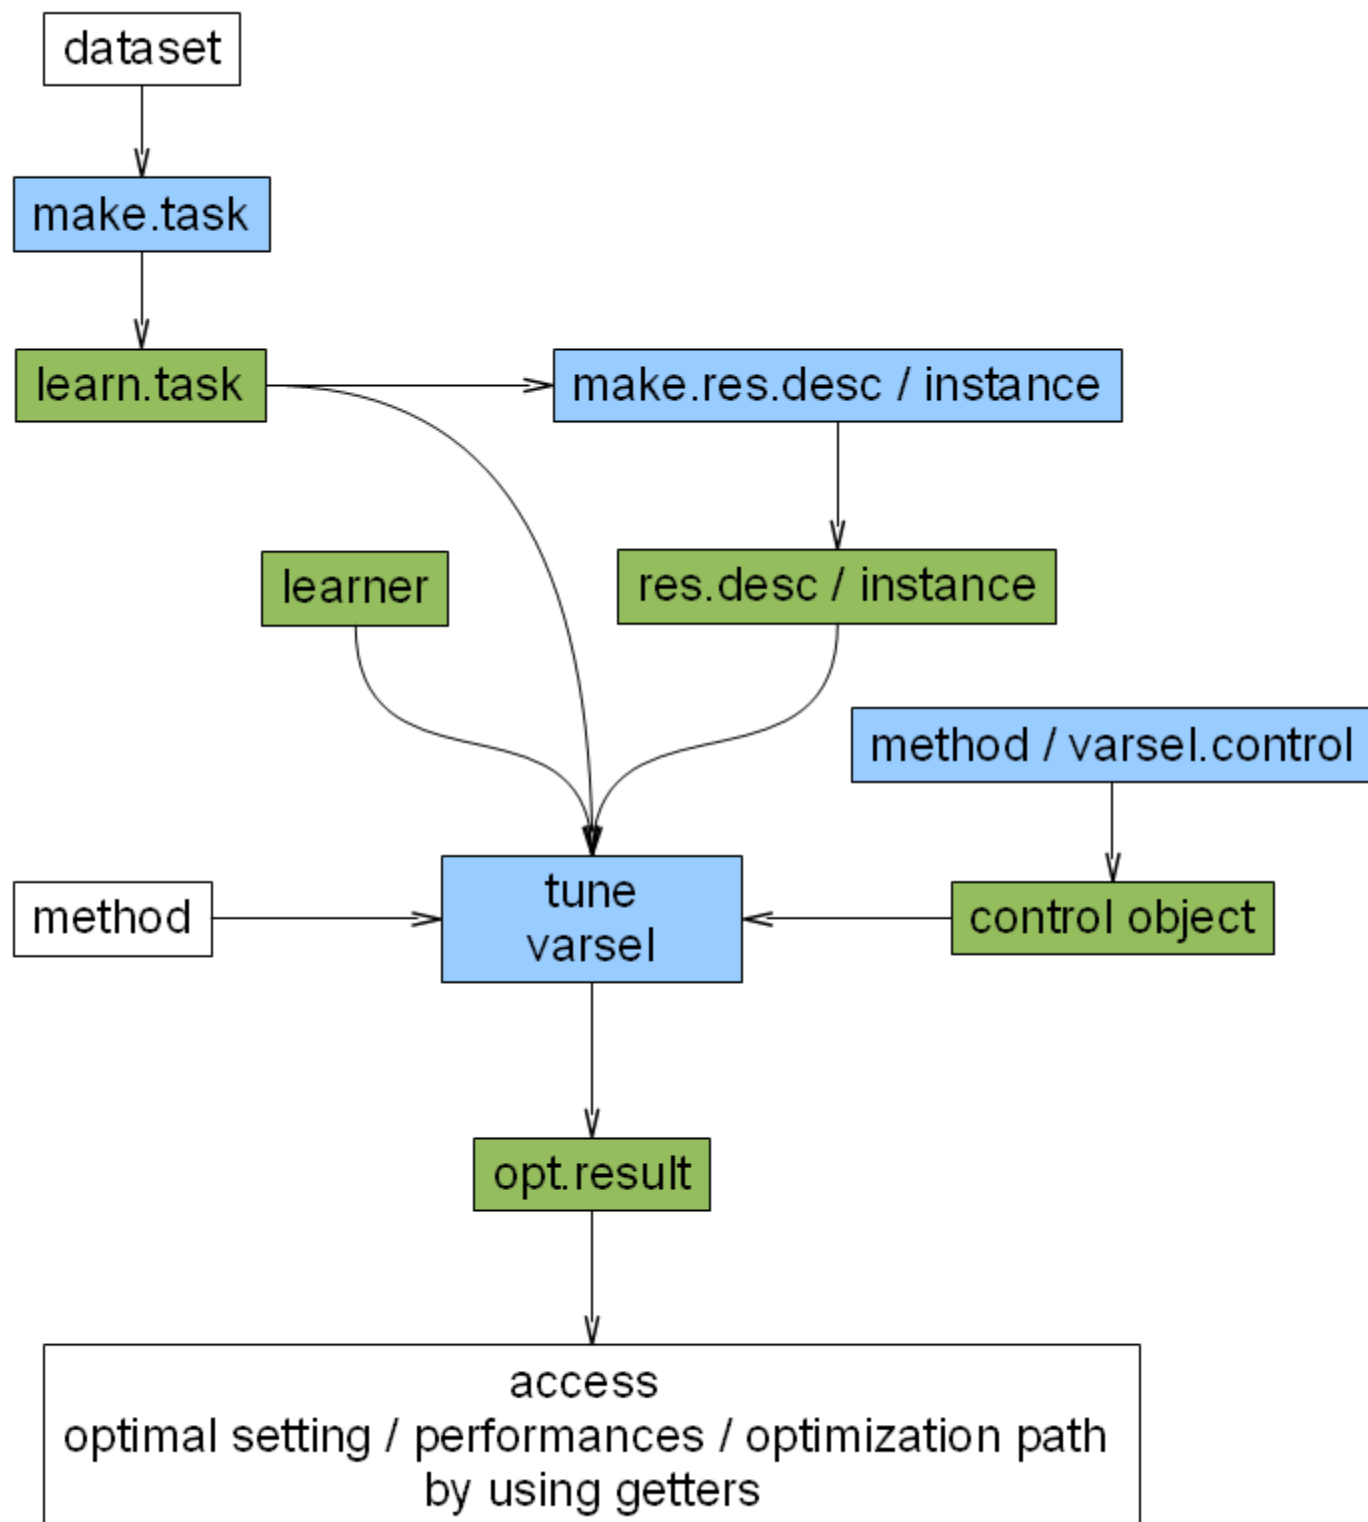 dataset
make.task
learn.task
make.res.desc / instance
learner
res.desc / instance
method / varsel.control
method
tune
varsel
control object
opt.result
access
optimal setting / performances / optimization path
by using getters